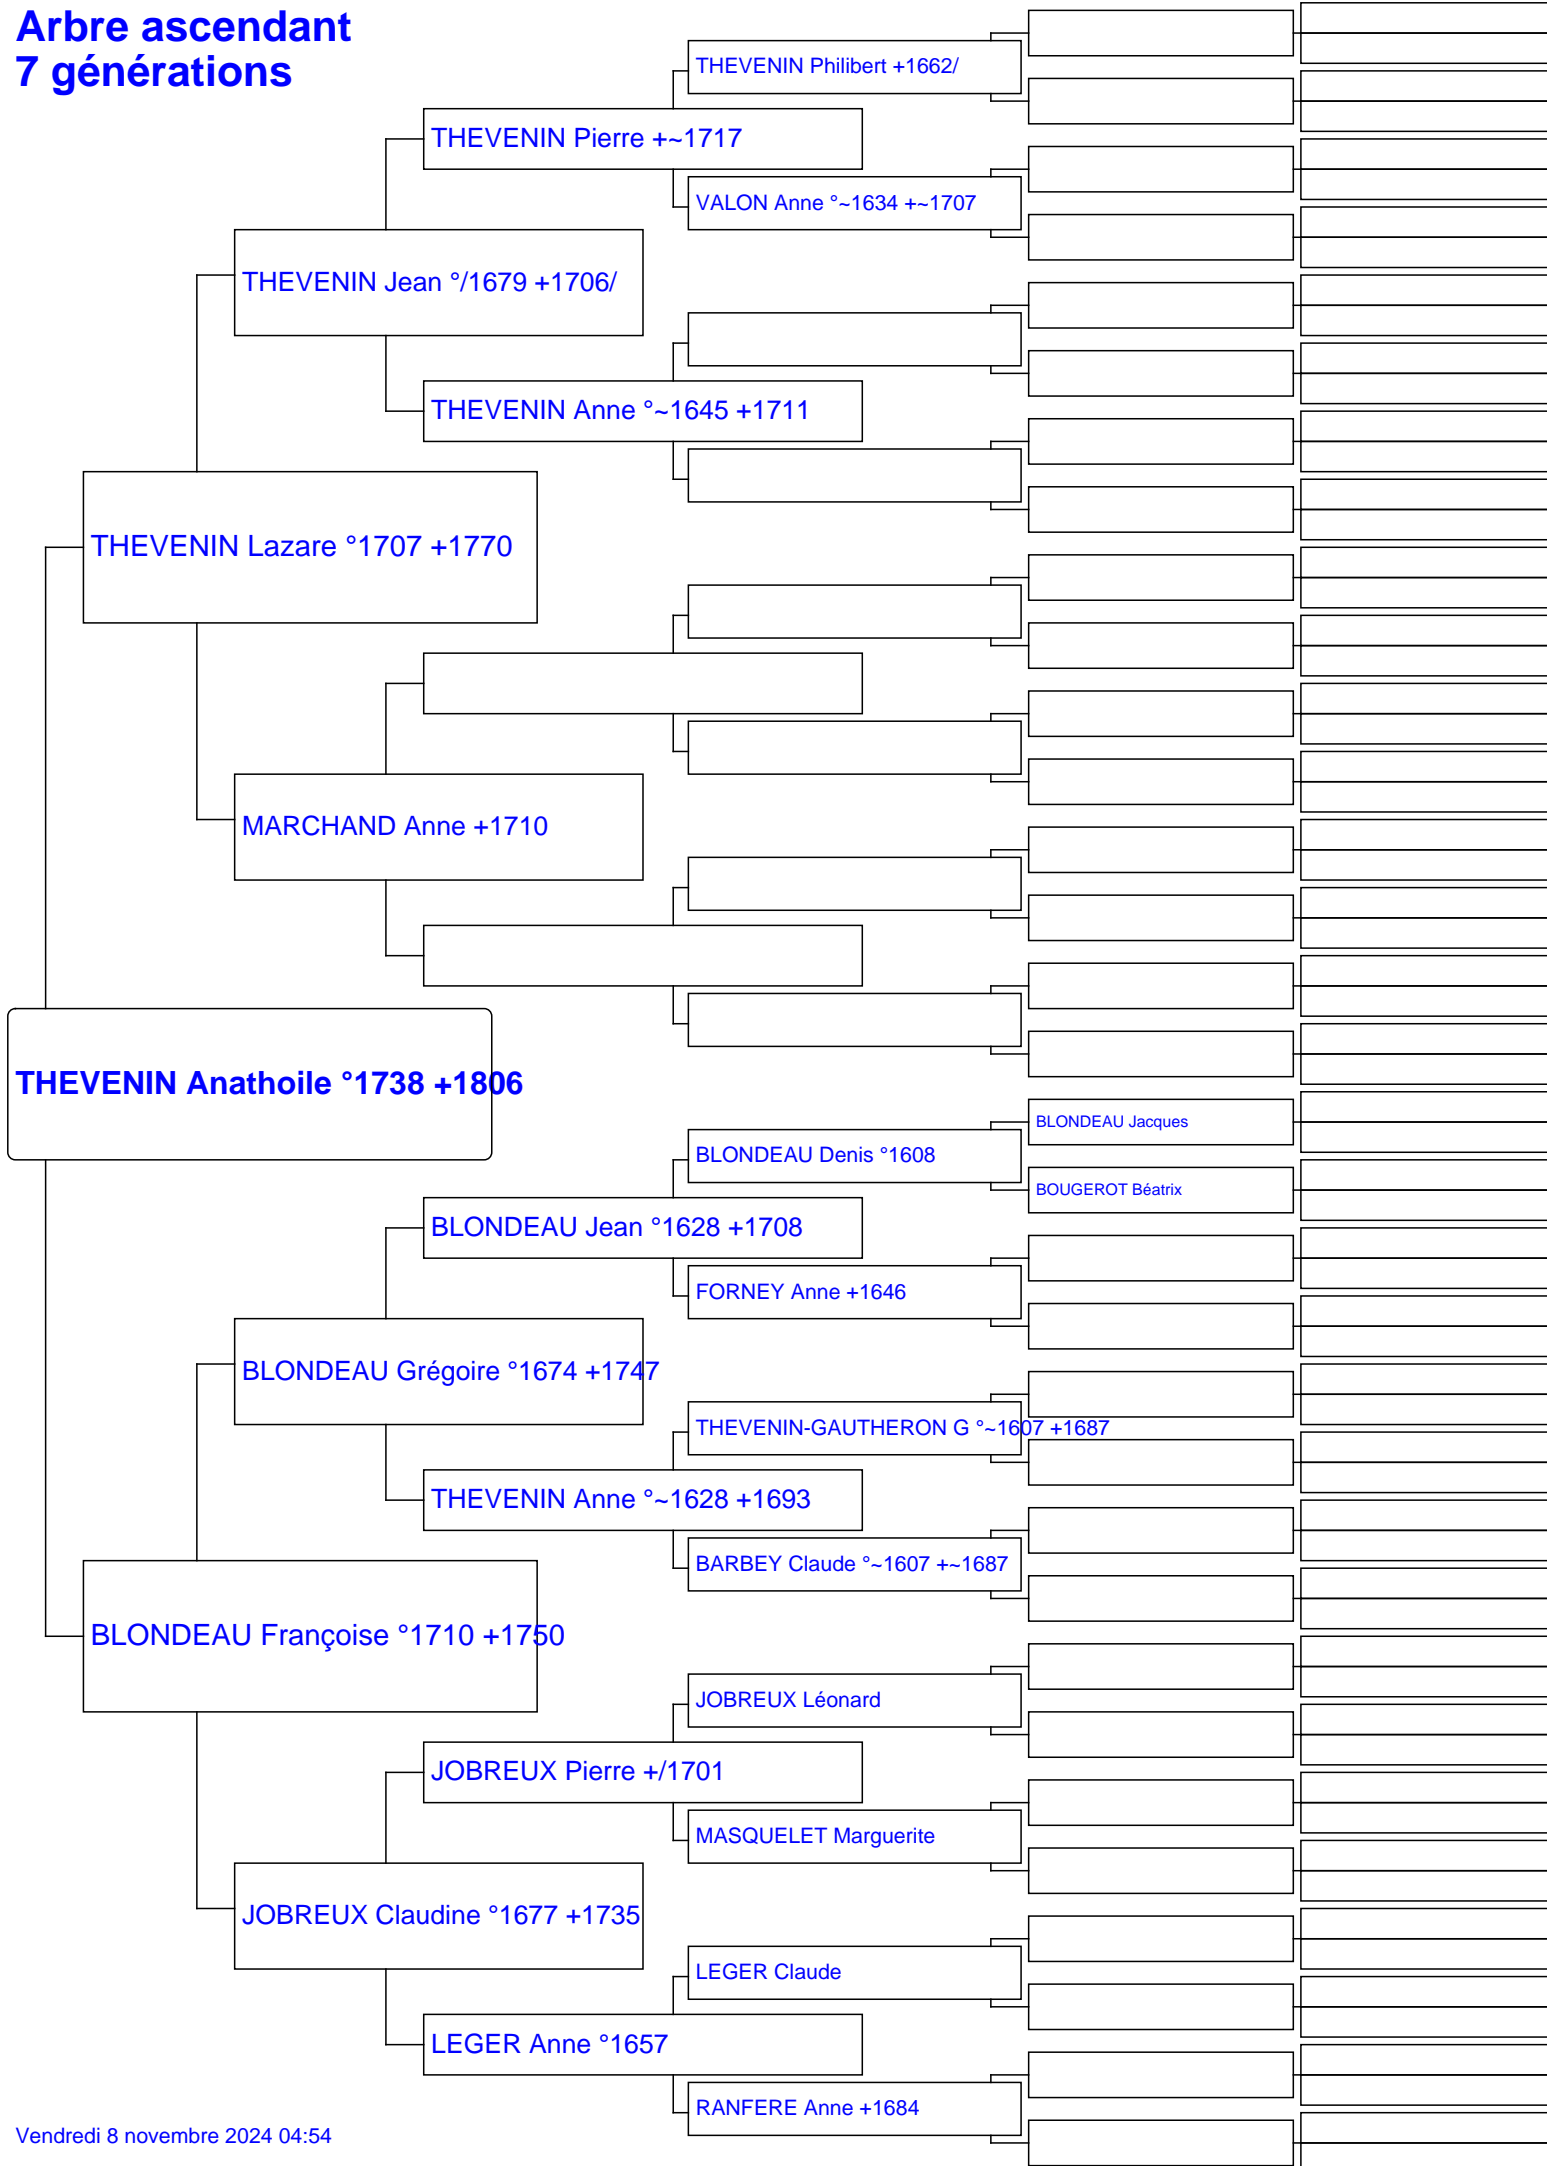 Arbre ascendant
7 générations
THEVENIN Philibert +1662/
THEVENIN Pierre +~1717
VALON Anne °~1634 +~1707
THEVENIN Jean °/1679 +1706/
THEVENIN Anne °~1645 +1711
THEVENIN Lazare °1707 +1770
MARCHAND Anne +1710
THEVENIN Anathoile °1738 +1806
BLONDEAU Jacques
BLONDEAU Denis °1608
BOUGEROT Béatrix
BLONDEAU Jean °1628 +1708
FORNEY Anne +1646
BLONDEAU Grégoire °1674 +1747
THEVENIN-GAUTHERON G °~1607 +1687
THEVENIN Anne °~1628 +1693
BARBEY Claude °~1607 +~1687
BLONDEAU Françoise °1710 +1750
JOBREUX Léonard
JOBREUX Pierre +/1701
MASQUELET Marguerite
JOBREUX Claudine °1677 +1735
LEGER Claude
LEGER Anne °1657
RANFERE Anne +1684
Vendredi 8 novembre 2024 04:54